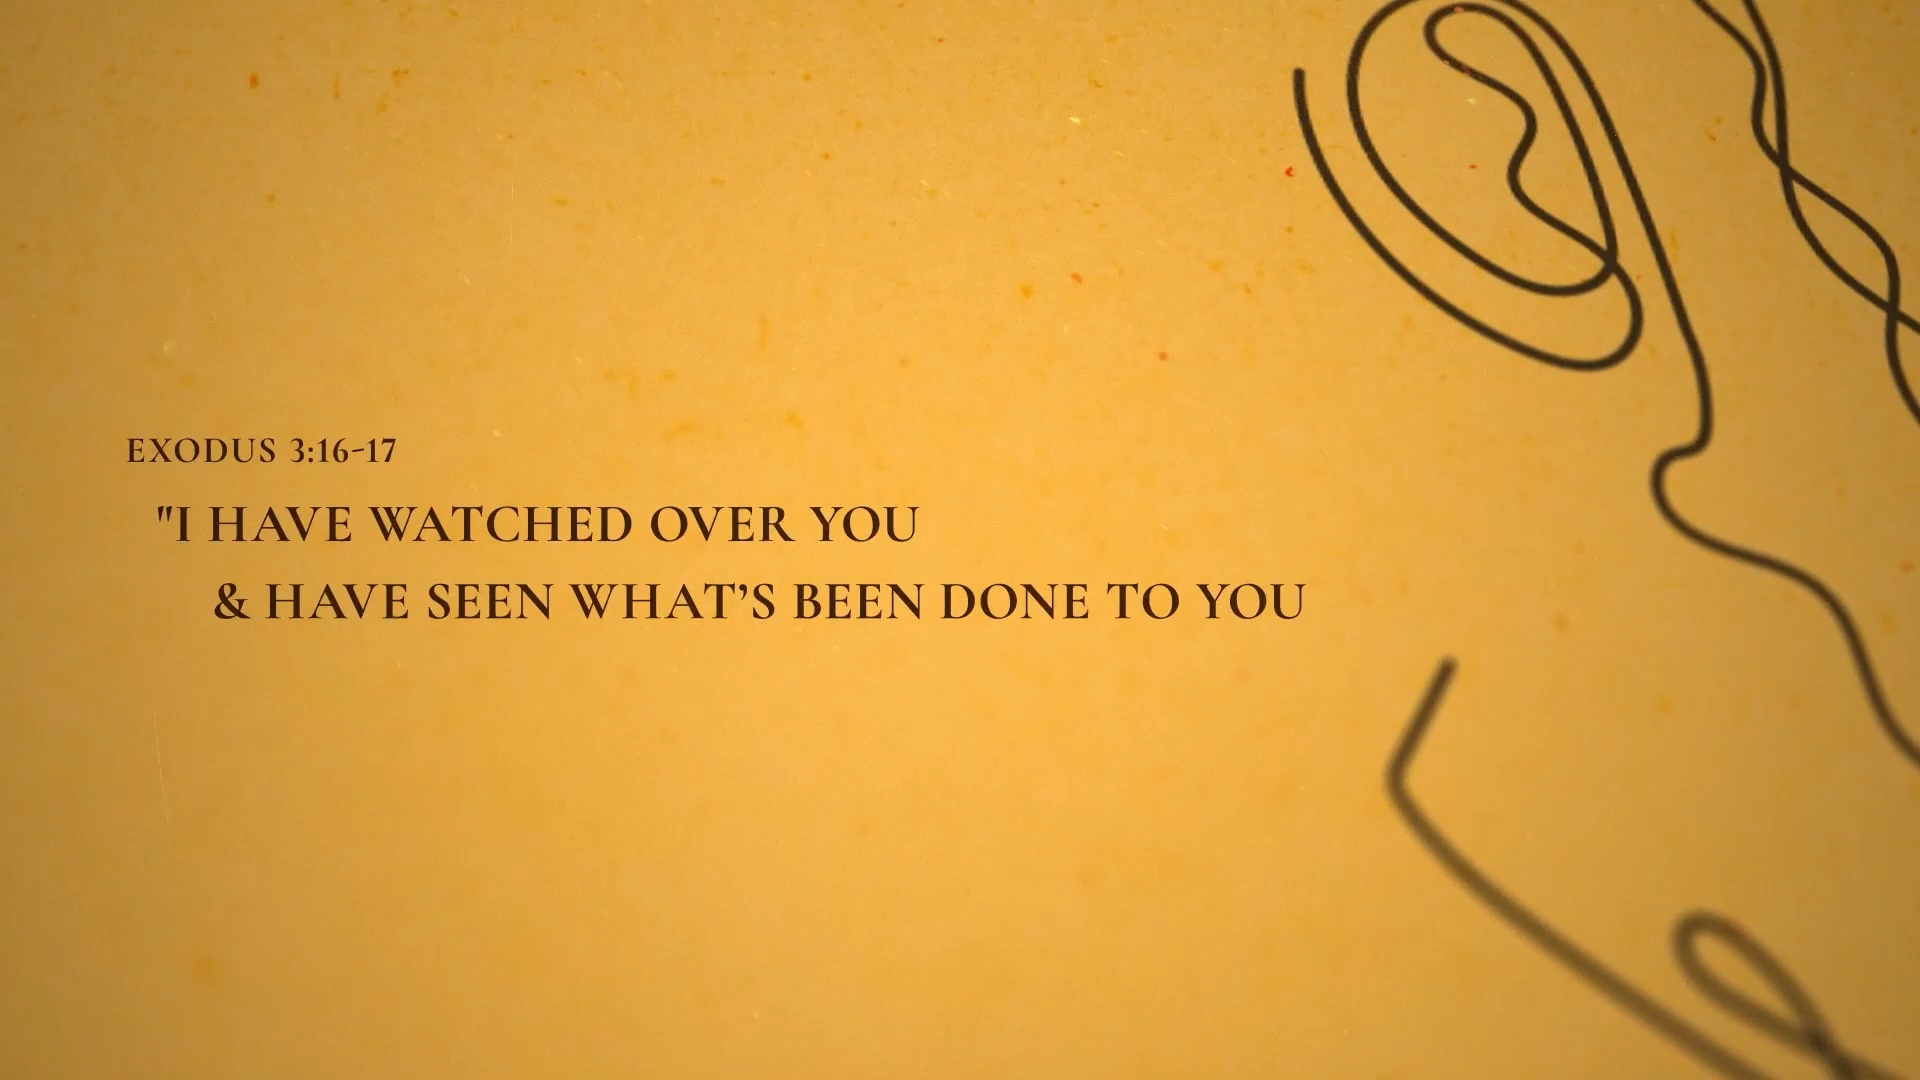 EXODUS 3:16-17
"I HAVE WATCHED OVER YOU
& HAVE SEEN WHAT’S BEEN DONE TO YOU